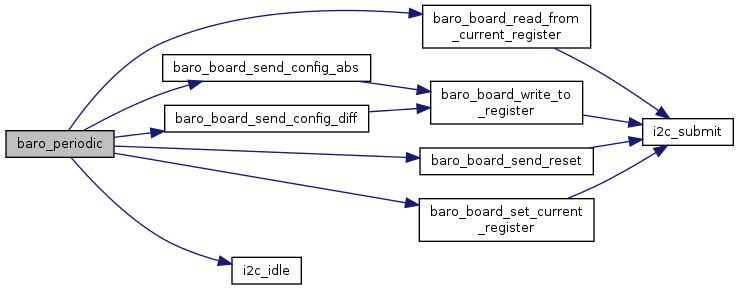 baro_board_read_from
_current_register
baro_board_send_config_abs
baro_board_write_to
_register
baro_board_send_config_diff
i2c_submit
baro_periodic
baro_board_send_reset
baro_board_set_current
_register
i2c_idle